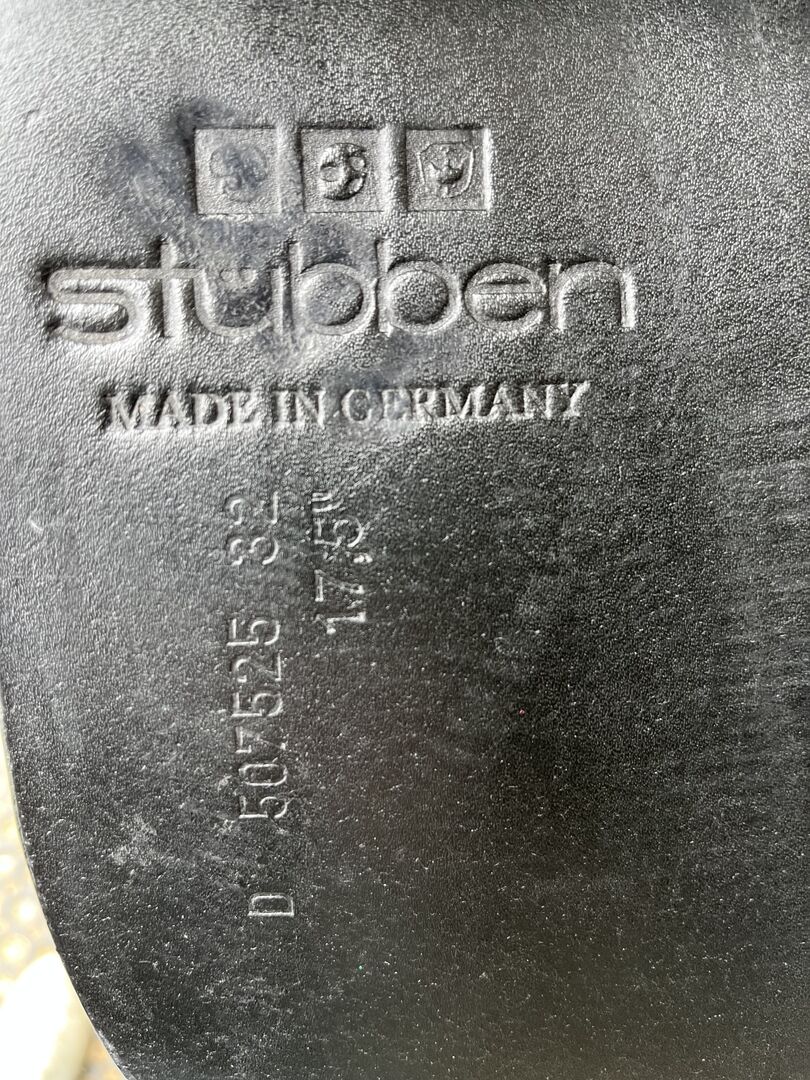 stübben
MADE IN GERMANY
D 507525 32
17.5"